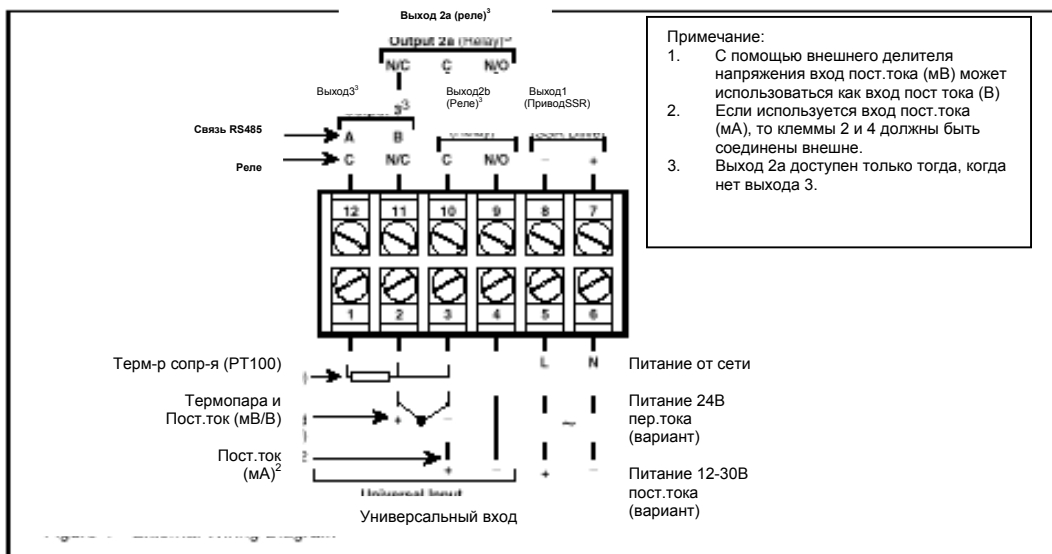 Выход 2а (реле)³
Output 2a (Relay)³
N/C C N/O
Выход3³
Выход2b
(Реле)³
Выход1
(ПриводSSR)
3³
Связь RS485
A B
Реле
C N/C C N/O − +
12 11 10 9 8 7
1 2 3 4 5 6
Терм-р сопр-я (РТ100)
L N
Питание от сети
Термопара и
Пост.ток (мВ/В)
+ −
Питание 24В
пер.тока
(вариант)
~
Пост.ток
(мА)²
+ − + −
Питание 12-30В
пост.тока
(вариант)
Universal Input
Универсальный вход
Примечание:
1. С помощью внешнего делителя
напряжения вход пост.тока (мВ) может
использоваться как вход пост тока (В)
2. Если используется вход пост.тока
(мА), то клеммы 2 и 4 должны быть
соединены внешне.
3. Выход 2а доступен только тогда, когда
нет выхода 3.